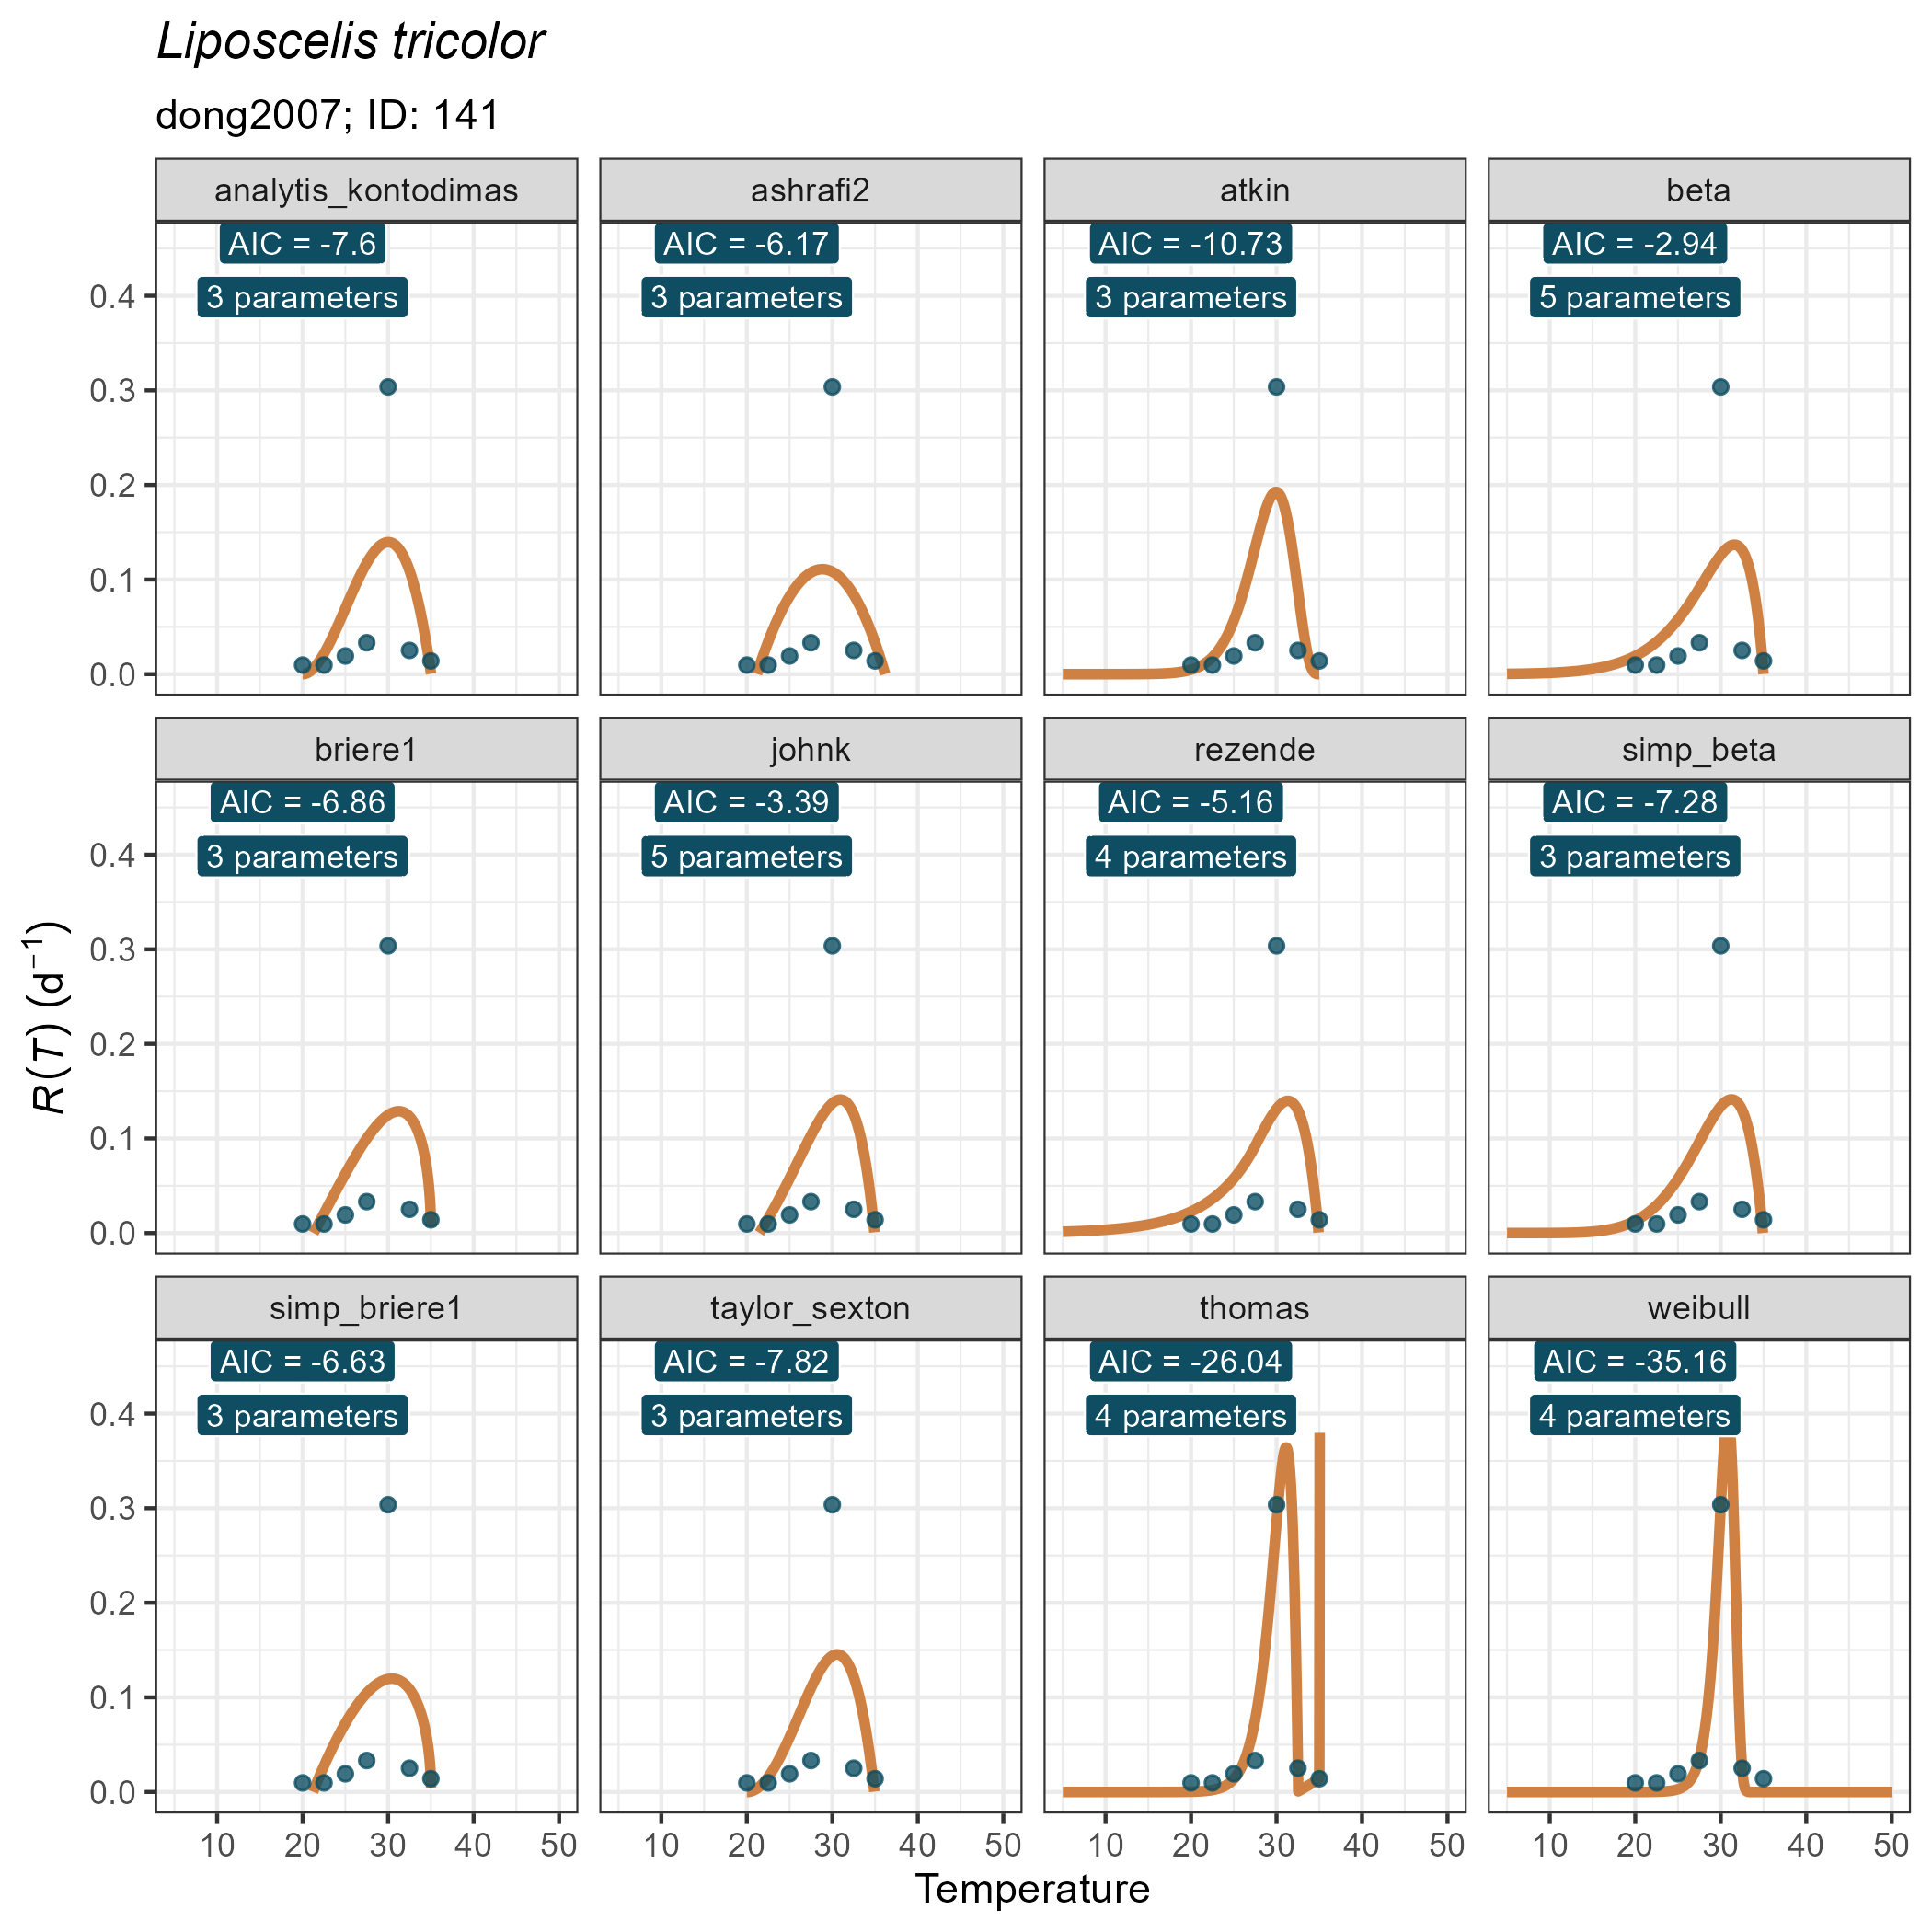 Liposcelis tricolor
dong2007; ID: 141
analytis_kontodimas
ashrafi2
atkin
beta
AIC = -7.6
AIC = -6.17
AIC = -10.73
AIC = -2.94
3 parameters
3 parameters
3 parameters
5 parameters
0.4
0.3
0.2
0.1
0.0
briere1
johnk
rezende
simp_beta
AIC = -6.86
AIC = -3.39
AIC = -5.16
AIC = -7.28
3 parameters
5 parameters
4 parameters
3 parameters
0.4
0.3
0.2
0.1
0.0
R(T) (d⁻¹)
simp_briere1
taylor_sexton
thomas
weibull
AIC = -6.63
AIC = -7.82
AIC = -26.04
AIC = -35.16
3 parameters
3 parameters
4 parameters
4 parameters
0.4
0.3
0.2
0.1
0.0
10 20 30 40 50
10 20 30 40 50
10 20 30 40 50
10 20 30 40 50
Temperature